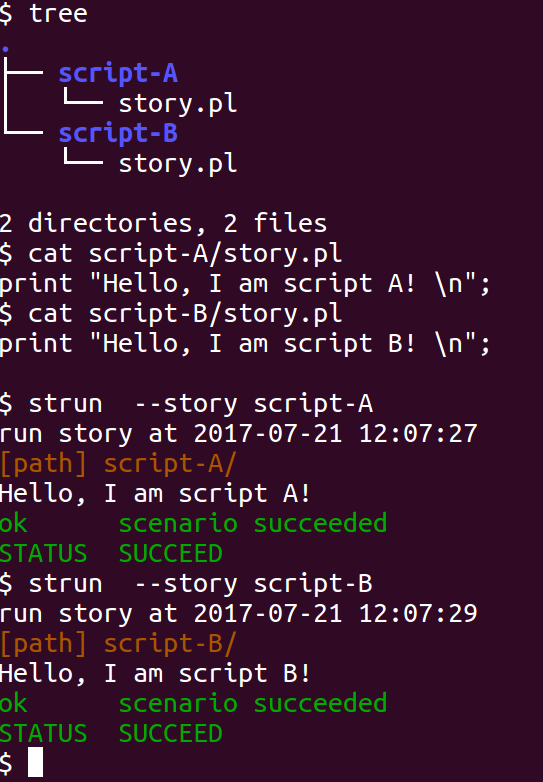 $ tree
.
├── script-A
│   └── story.pl
└── script-B
    └── story.pl
2 directories, 2 files
$ cat script-A/story.pl
print "Hello, I am script A! \n";
$ cat script-B/story.pl
print "Hello, I am script B! \n";
$ strun  --story script-A
run story at 2017-07-21 12:07:27
[path] script-A/
Hello, I am script A!
ok      scenario succeeded
STATUS  SUCCEED
$ strun  --story script-B
run story at 2017-07-21 12:07:29
[path] script-B/
Hello, I am script B!
ok      scenario succeeded
STATUS  SUCCEED
$